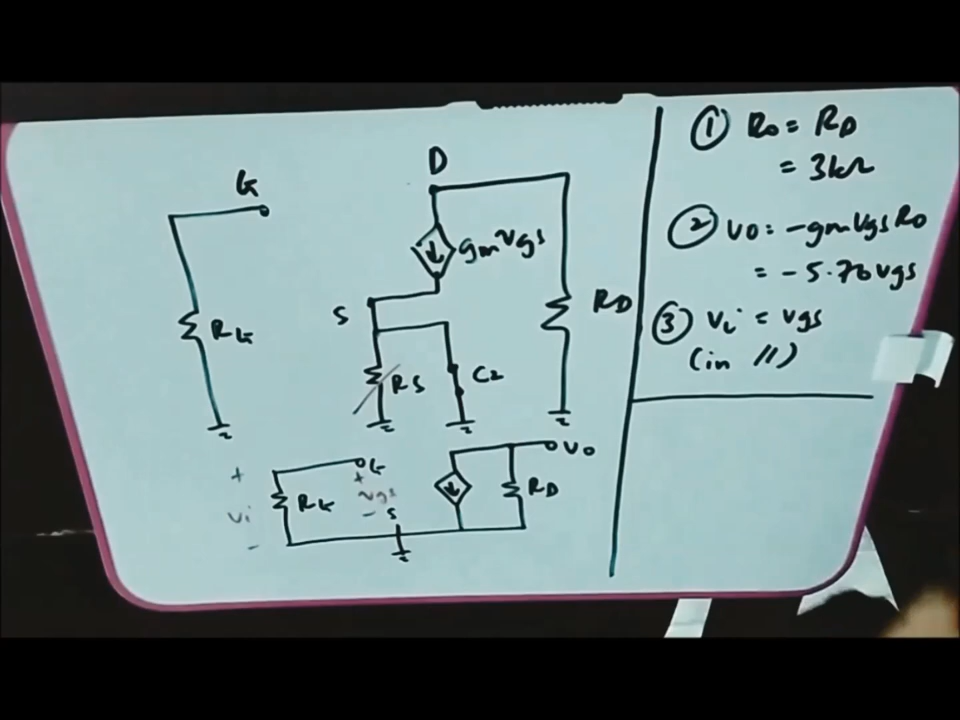 G
D
gmvgs
S
RG
RD
RS
C2
① Ro = RD
= 3kΩ
② Vo = -gmVgsRo
= -5.70vgs
③ Vi = vgs
(in //)
+
Vi
-
RG
G
+
vgs
-
S
Vo
RD